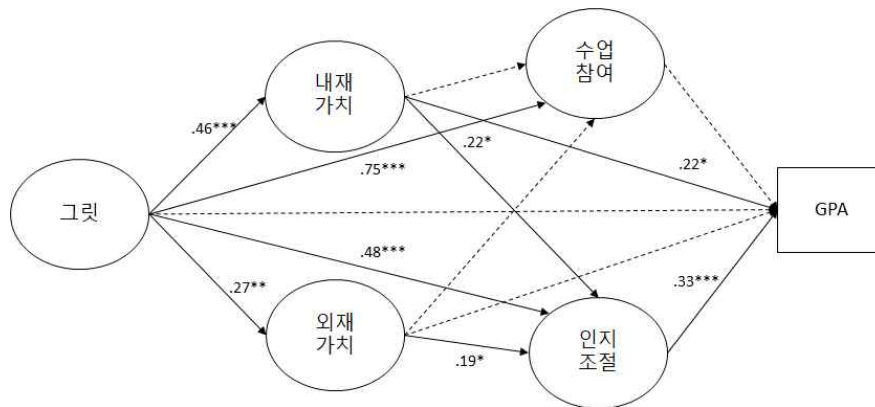 수업
참여
내재
가치
.46***
.22*
.75***
.22*
그릿
GPA
.48***
.27**
.33***
외재
가치
인지
조절
.19*